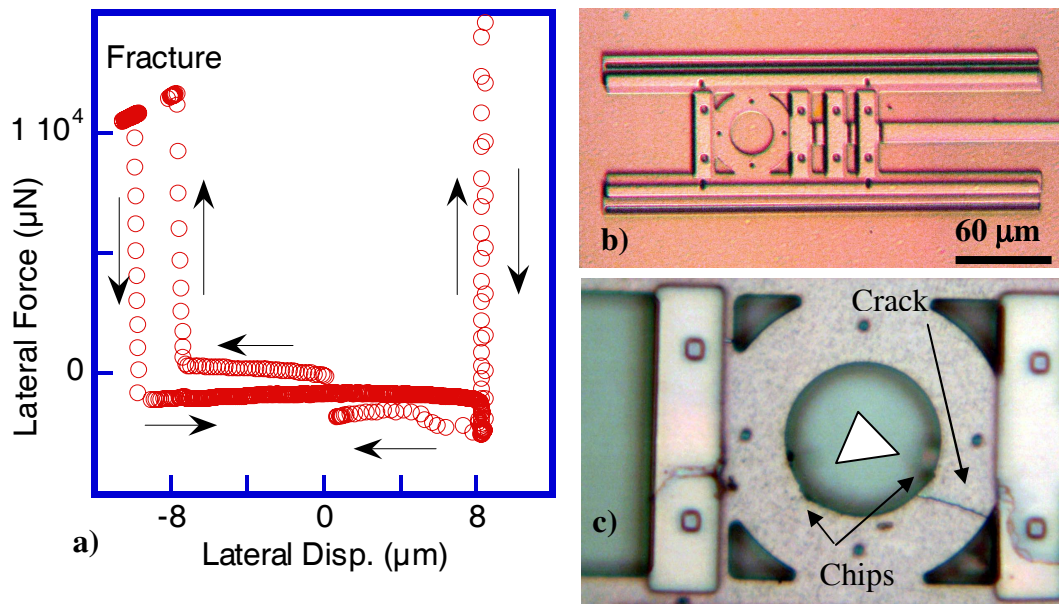 Fracture
1 10⁴
0
Lateral Force (µN)
-8 0 8
Lateral Disp. (µm)
a)
b)
60 µm
Crack
c)
Chips